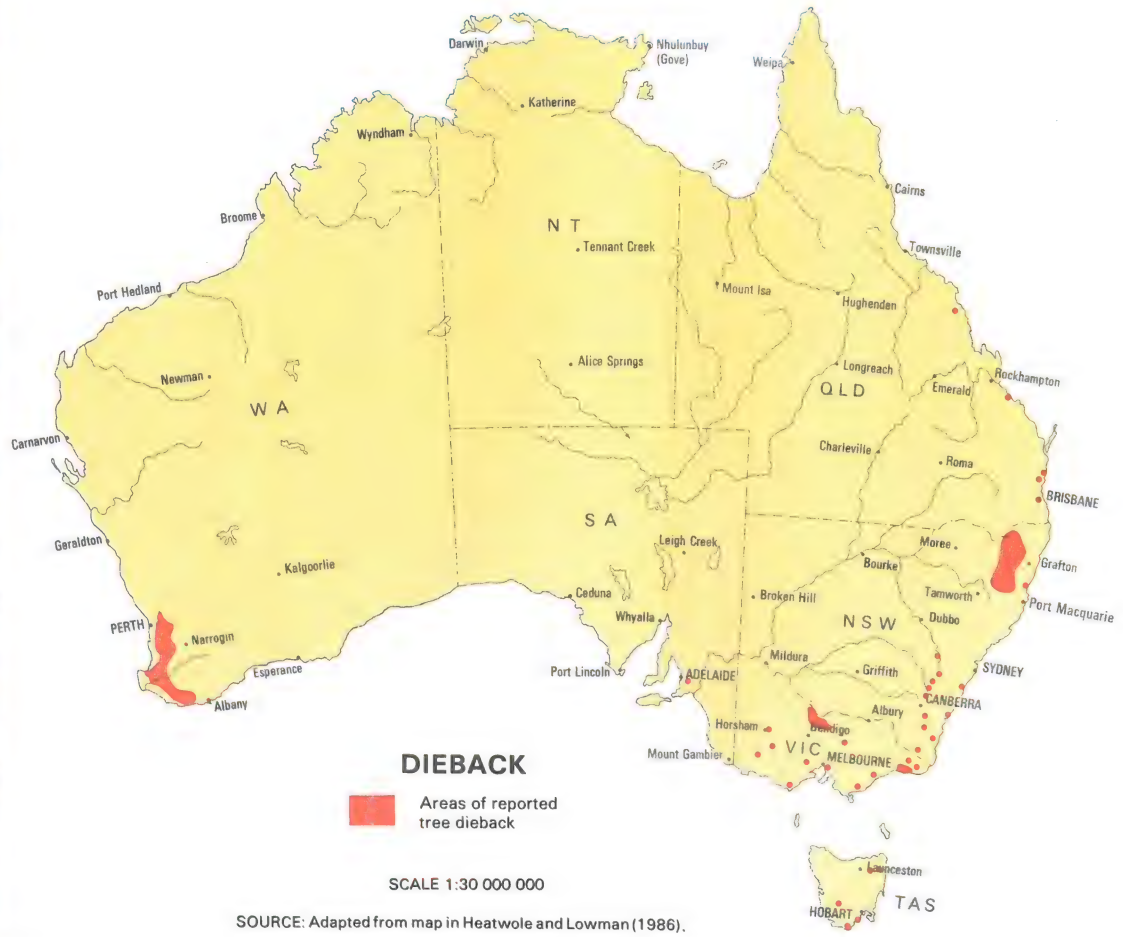 Darwin
Nhulunbuy
(Gove)
Weipa
Katherine
Wyndham
Cairns
Broome
N T
Tennant Creek
Townsville
Mount Isa
Port Hedland
Hughenden
Alice Springs
Longreach
Newman
Rockhampton
Emerald
QLD
W A
Carnarvon
Charleville
Roma
BRISBANE
S A
Geraldton
Leigh Creek
Moree
Bourke
Grafton
Kalgoorlie
Ceduna
Broken Hill
Tamworth
Port Macquarie
Whyalla
Dubbo
PERTH
NSW
Narrogin
Mildura
Griffith
SYDNEY
Esperance
Port Lincoln
ADELAIDE
Albany
CANBERRA
Albury
Horsham
Bendigo
Mount Gambier
VIC
MELBOURNE
DIEBACK
Areas of reported
tree dieback
Launceston
SCALE 1:30 000 000
TAS
HOBART
SOURCE: Adapted from map in Heatwole and Lowman (1986).